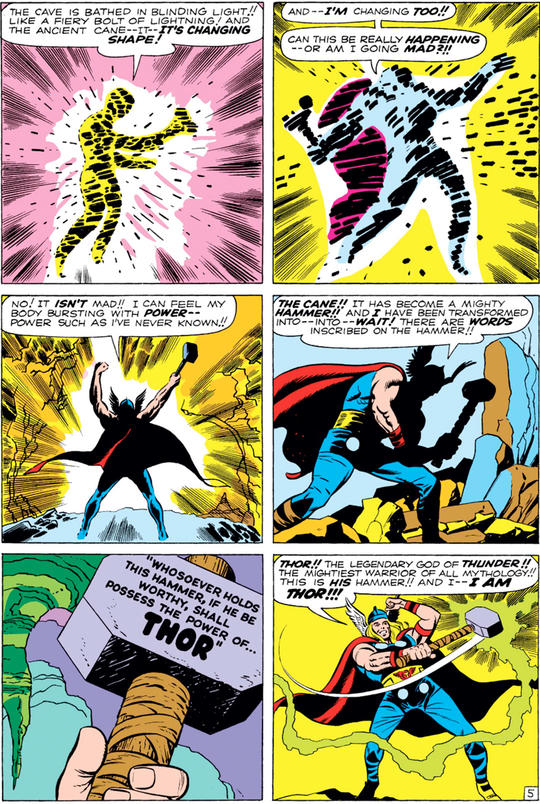 THE CAVE IS BATHED IN BLINDING LIGHT!!
LIKE A FIERY BOLT OF LIGHTNING! AND
THE ANCIENT CANE--IT--IT'S CHANGING
SHAPE!
AND--I'M CHANGING TOO!!
CAN THIS BE REALLY HAPPENING
--OR AM I GOING MAD?!!
NO! IT ISN'T MAD!! I CAN FEEL MY
BODY BURSTING WITH POWER--
POWER SUCH AS I'VE NEVER KNOWN!!
THE CANE!! IT HAS BECOME A MIGHTY
HAMMER!! AND I HAVE BEEN TRANSFORMED
INTO--INTO--WAIT! THERE ARE WORDS
INSCRIBED ON THE HAMMER!!
"WHOSOEVER HOLDS
THIS HAMMER, IF HE BE
WORTHY, SHALL
POSSESS THE POWER OF...
THOR"
THOR!! THE LEGENDARY GOD OF THUNDER!!
THE MIGHTIEST WARRIOR OF ALL MYTHOLOGY!!
THIS IS HIS HAMMER!! AND I--I AM
THOR!!!
5